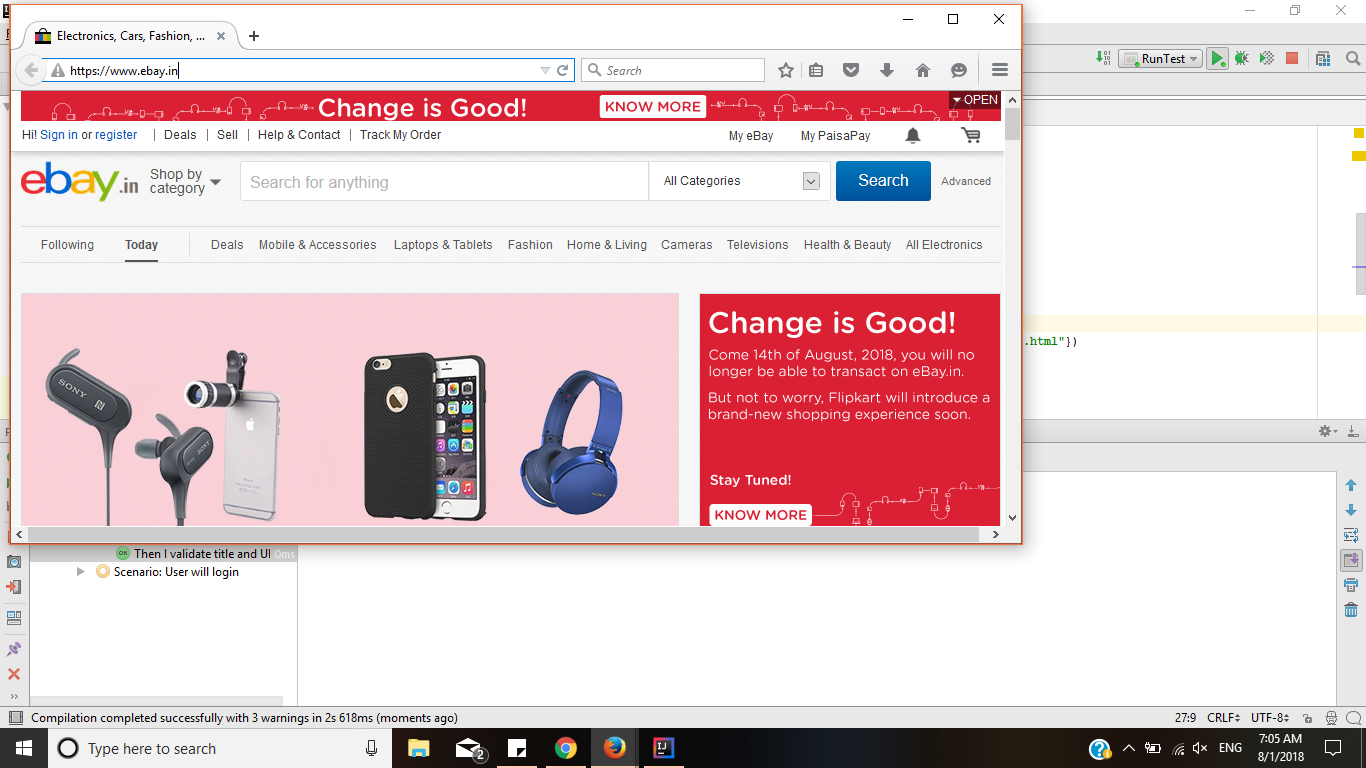 Electronics, Cars, Fashion, ...
https://www.ebay.in
Search
RunTest
Change is Good!
KNOW MORE
OPEN
Hi! Sign in or register | Deals | Sell | Help & Contact | Track My Order
My eBay
My PaisaPay
ebay.in
Shop by
category
Search for anything
All Categories
Search
Advanced
Following
Today
Deals
Mobile & Accessories
Laptops & Tablets
Fashion
Home & Living
Cameras
Televisions
Health & Beauty
All Electronics
SONY
SONY
Change is Good!
Come 14th of August, 2018, you will no
longer be able to transact on eBay.in.
But not to worry, Flipkart will introduce a
brand-new shopping experience soon.
Stay Tuned!
KNOW MORE
.html"})
OK Then I validate title and Ul 0ms
Scenario: User will login
Compilation completed successfully with 3 warnings in 2s 618ms (moments ago)
27:9 CRLF UTF-8
Type here to search
2
IJ
ENG
7:05 AM
8/1/2018